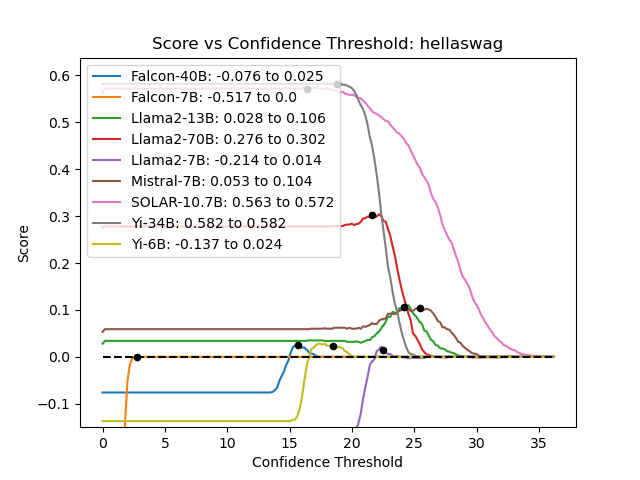 Score vs Confidence Threshold: hellaswag
0.6
0.5
0.4
0.3
0.2
0.1
0.0
−0.1
Score
Falcon-40B: -0.076 to 0.025
Falcon-7B: -0.517 to 0.0
Llama2-13B: 0.028 to 0.106
Llama2-70B: 0.276 to 0.302
Llama2-7B: -0.214 to 0.014
Mistral-7B: 0.053 to 0.104
SOLAR-10.7B: 0.563 to 0.572
Yi-34B: 0.582 to 0.582
Yi-6B: -0.137 to 0.024
0 5 10 15 20 25 30 35
Confidence Threshold